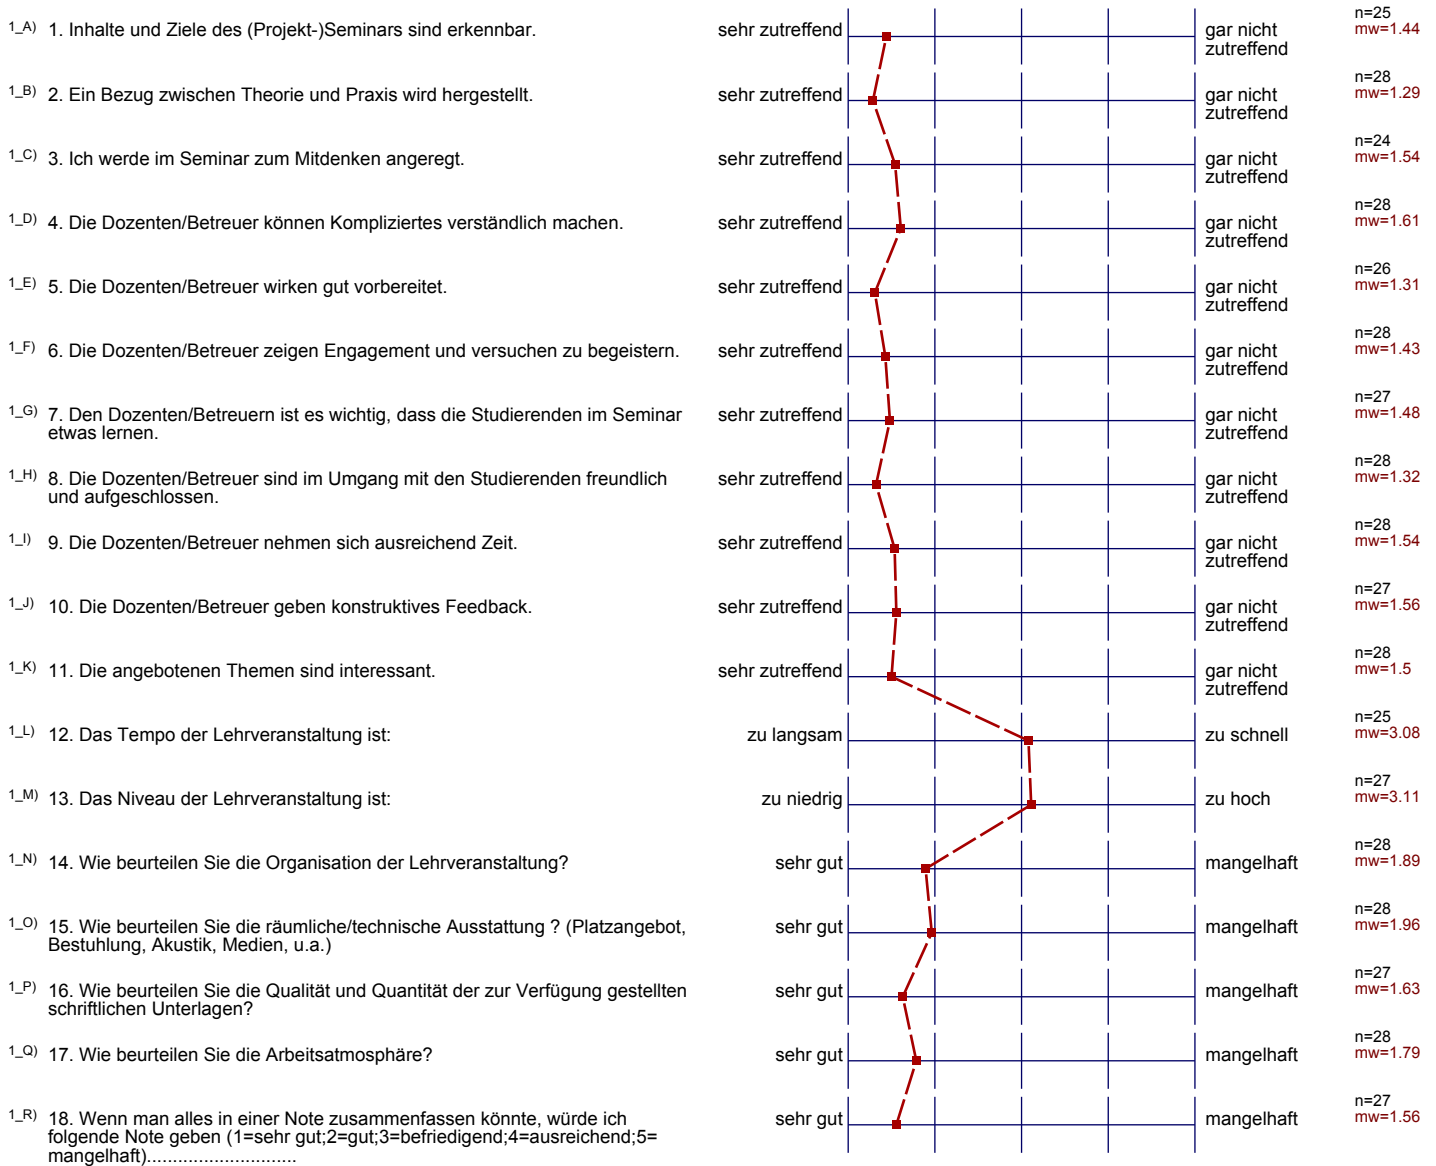 1_A) 1. Inhalte und Ziele des (Projekt-)Seminars sind erkennbar. sehr zutreffend gar nicht zutreffend n=25 mw=1.44
1_B) 2. Ein Bezug zwischen Theorie und Praxis wird hergestellt. sehr zutreffend gar nicht zutreffend n=28 mw=1.29
1_C) 3. Ich werde im Seminar zum Mitdenken angeregt. sehr zutreffend gar nicht zutreffend n=24 mw=1.54
1_D) 4. Die Dozenten/Betreuer können Kompliziertes verständlich machen. sehr zutreffend gar nicht zutreffend n=28 mw=1.61
1_E) 5. Die Dozenten/Betreuer wirken gut vorbereitet. sehr zutreffend gar nicht zutreffend n=26 mw=1.31
1_F) 6. Die Dozenten/Betreuer zeigen Engagement und versuchen zu begeistern. sehr zutreffend gar nicht zutreffend n=28 mw=1.43
1_G) 7. Den Dozenten/Betreuern ist es wichtig, dass die Studierenden im Seminar
etwas lernen. sehr zutreffend gar nicht zutreffend n=27 mw=1.48
1_H) 8. Die Dozenten/Betreuer sind im Umgang mit den Studierenden freundlich
und aufgeschlossen. sehr zutreffend gar nicht zutreffend n=28 mw=1.32
1_I) 9. Die Dozenten/Betreuer nehmen sich ausreichend Zeit. sehr zutreffend gar nicht zutreffend n=28 mw=1.54
1_J) 10. Die Dozenten/Betreuer geben konstruktives Feedback. sehr zutreffend gar nicht zutreffend n=27 mw=1.56
1_K) 11. Die angebotenen Themen sind interessant. sehr zutreffend gar nicht zutreffend n=28 mw=1.5
1_L) 12. Das Tempo der Lehrveranstaltung ist: zu langsam zu schnell n=25 mw=3.08
1_M) 13. Das Niveau der Lehrveranstaltung ist: zu niedrig zu hoch n=27 mw=3.11
1_N) 14. Wie beurteilen Sie die Organisation der Lehrveranstaltung? sehr gut mangelhaft n=28 mw=1.89
1_O) 15. Wie beurteilen Sie die räumliche/technische Ausstattung ? (Platzangebot,
Bestuhlung, Akustik, Medien, u.a.) sehr gut mangelhaft n=28 mw=1.96
1_P) 16. Wie beurteilen Sie die Qualität und Quantität der zur Verfügung gestellten
schriftlichen Unterlagen? sehr gut mangelhaft n=27 mw=1.63
1_Q) 17. Wie beurteilen Sie die Arbeitsatmosphäre? sehr gut mangelhaft n=28 mw=1.79
1_R) 18. Wenn man alles in einer Note zusammenfassen könnte, würde ich
folgende Note geben (1=sehr gut;2=gut;3=befriedigend;4=ausreichend;5=
mangelhaft)............................. sehr gut mangelhaft n=27 mw=1.56